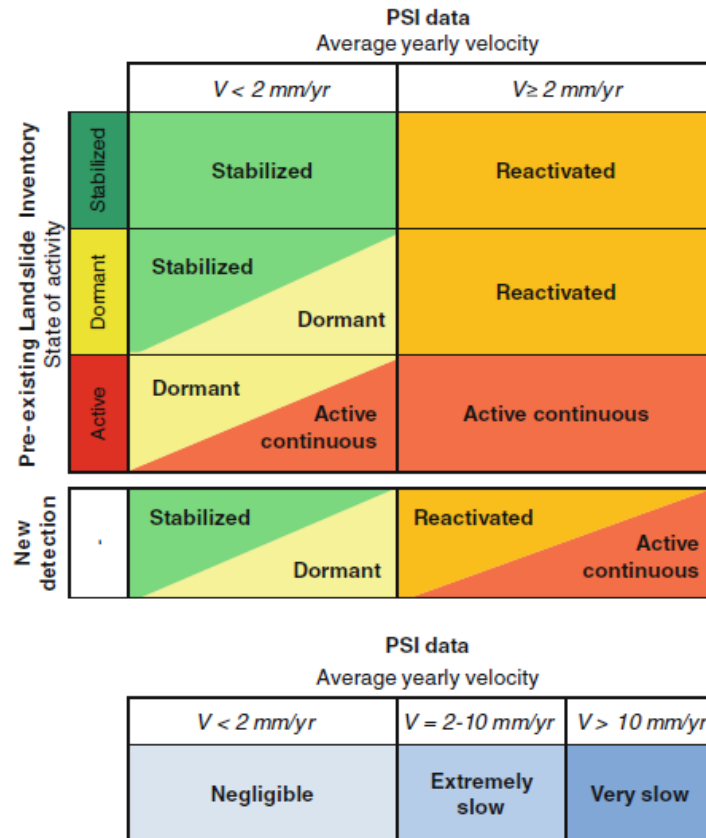 PSI data
Average yearly velocity
V < 2 mm/yr
V≥ 2 mm/yr
Pre-existing Landslide Inventory
State of activity
Stabilized
Stabilized
Reactivated
Dormant
Stabilized
Dormant
Reactivated
Active
Dormant
Active
continuous
Active continuous
New
detection
-
Stabilized
Dormant
Reactivated
Active
continuous
PSI data
Average yearly velocity
V < 2 mm/yr
V = 2-10 mm/yr
V > 10 mm/yr
Negligible
Extremely
slow
Very slow